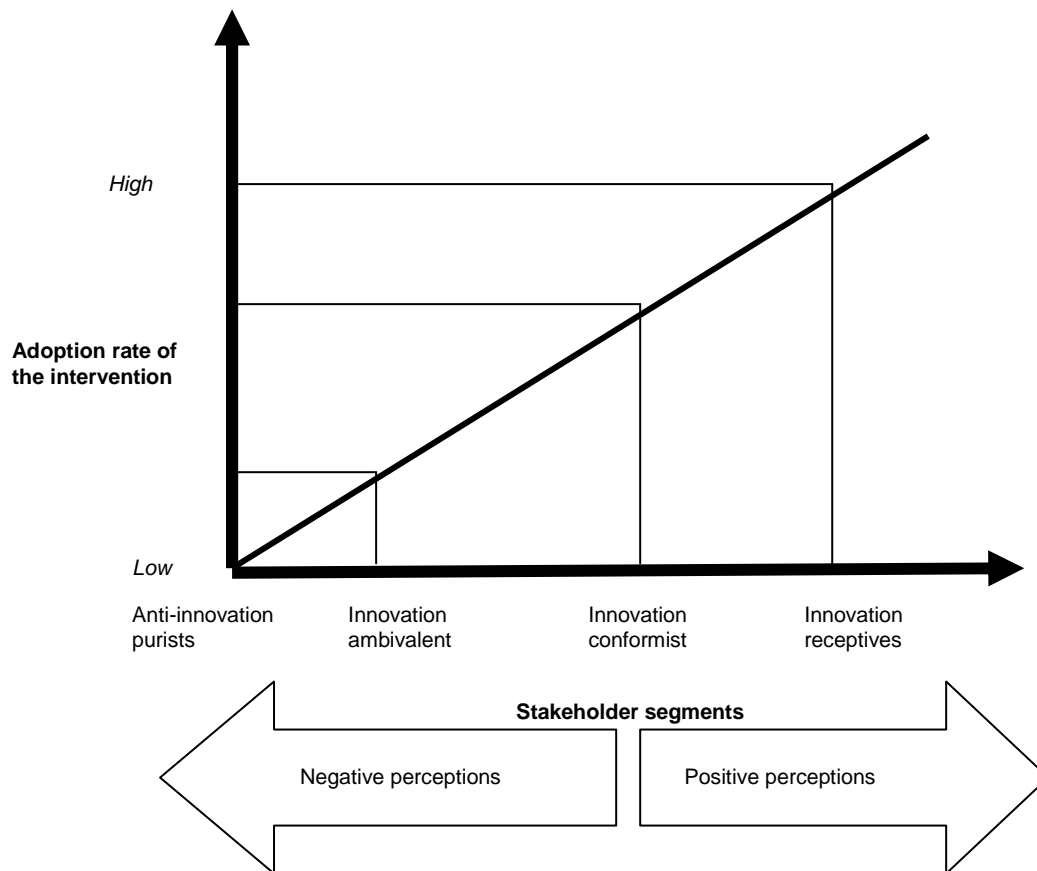 High
Adoption rate of
the intervention
Low
Anti-innovation
purists
Innovation
ambivalent
Innovation
conformist
Innovation
receptives
Stakeholder segments
Negative perceptions
Positive perceptions